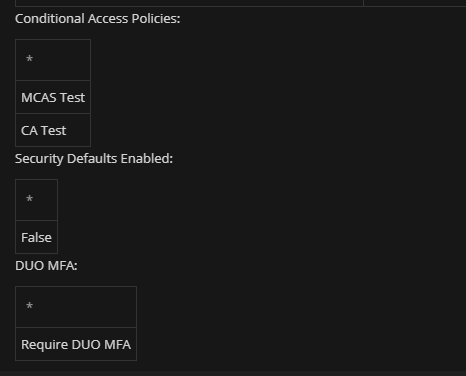 Conditional Access Policies:
*
MCAS Test
CA Test
Security Defaults Enabled:
*
False
DUO MFA:
*
Require DUO MFA